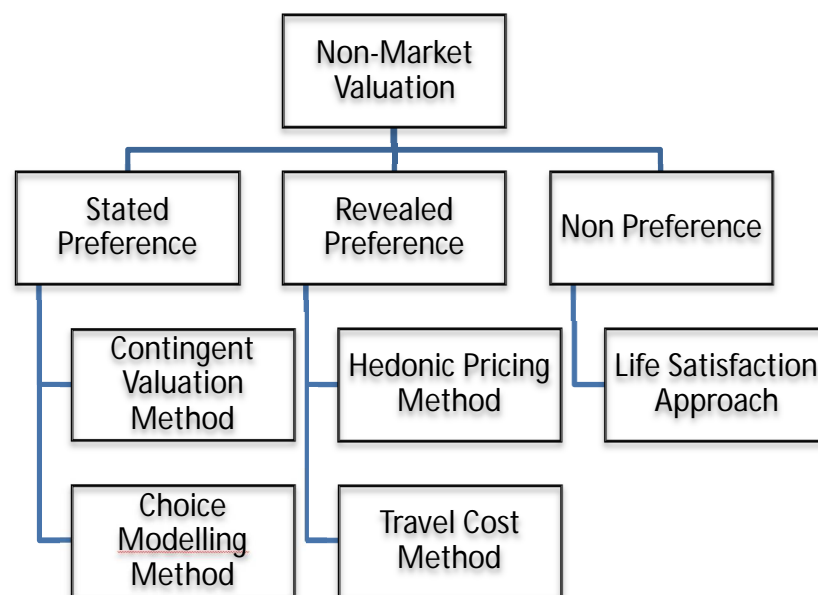 Non-Market
Valuation
Stated
Preference
Revealed
Preference
Non Preference
Contingent
Valuation
Method
Hedonic Pricing
Method
Life Satisfaction
Approach
Choice
Modelling
Method
Travel Cost
Method